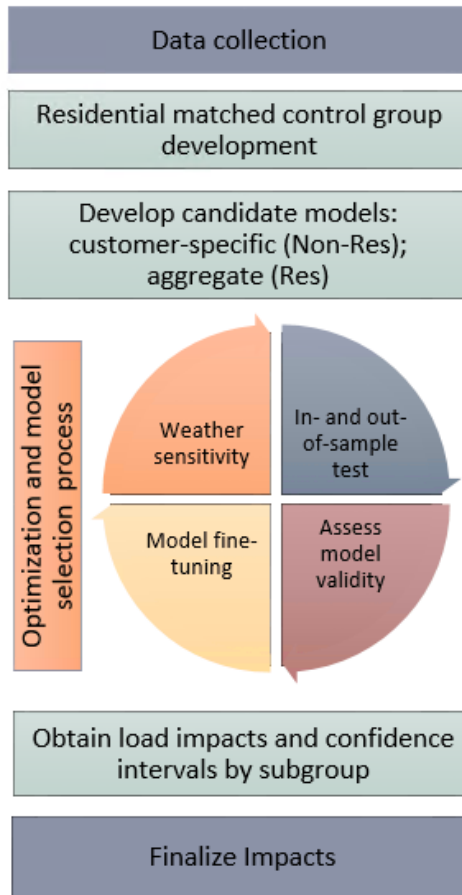 Data collection
Residential matched control group
development
Develop candidate models:
customer-specific (Non-Res);
aggregate (Res)
Optimization and model
selection process
Weather
sensitivity
In- and out-
of-sample
test
Model fine-
tuning
Assess
model
validity
Obtain load impacts and confidence
intervals by subgroup
Finalize Impacts